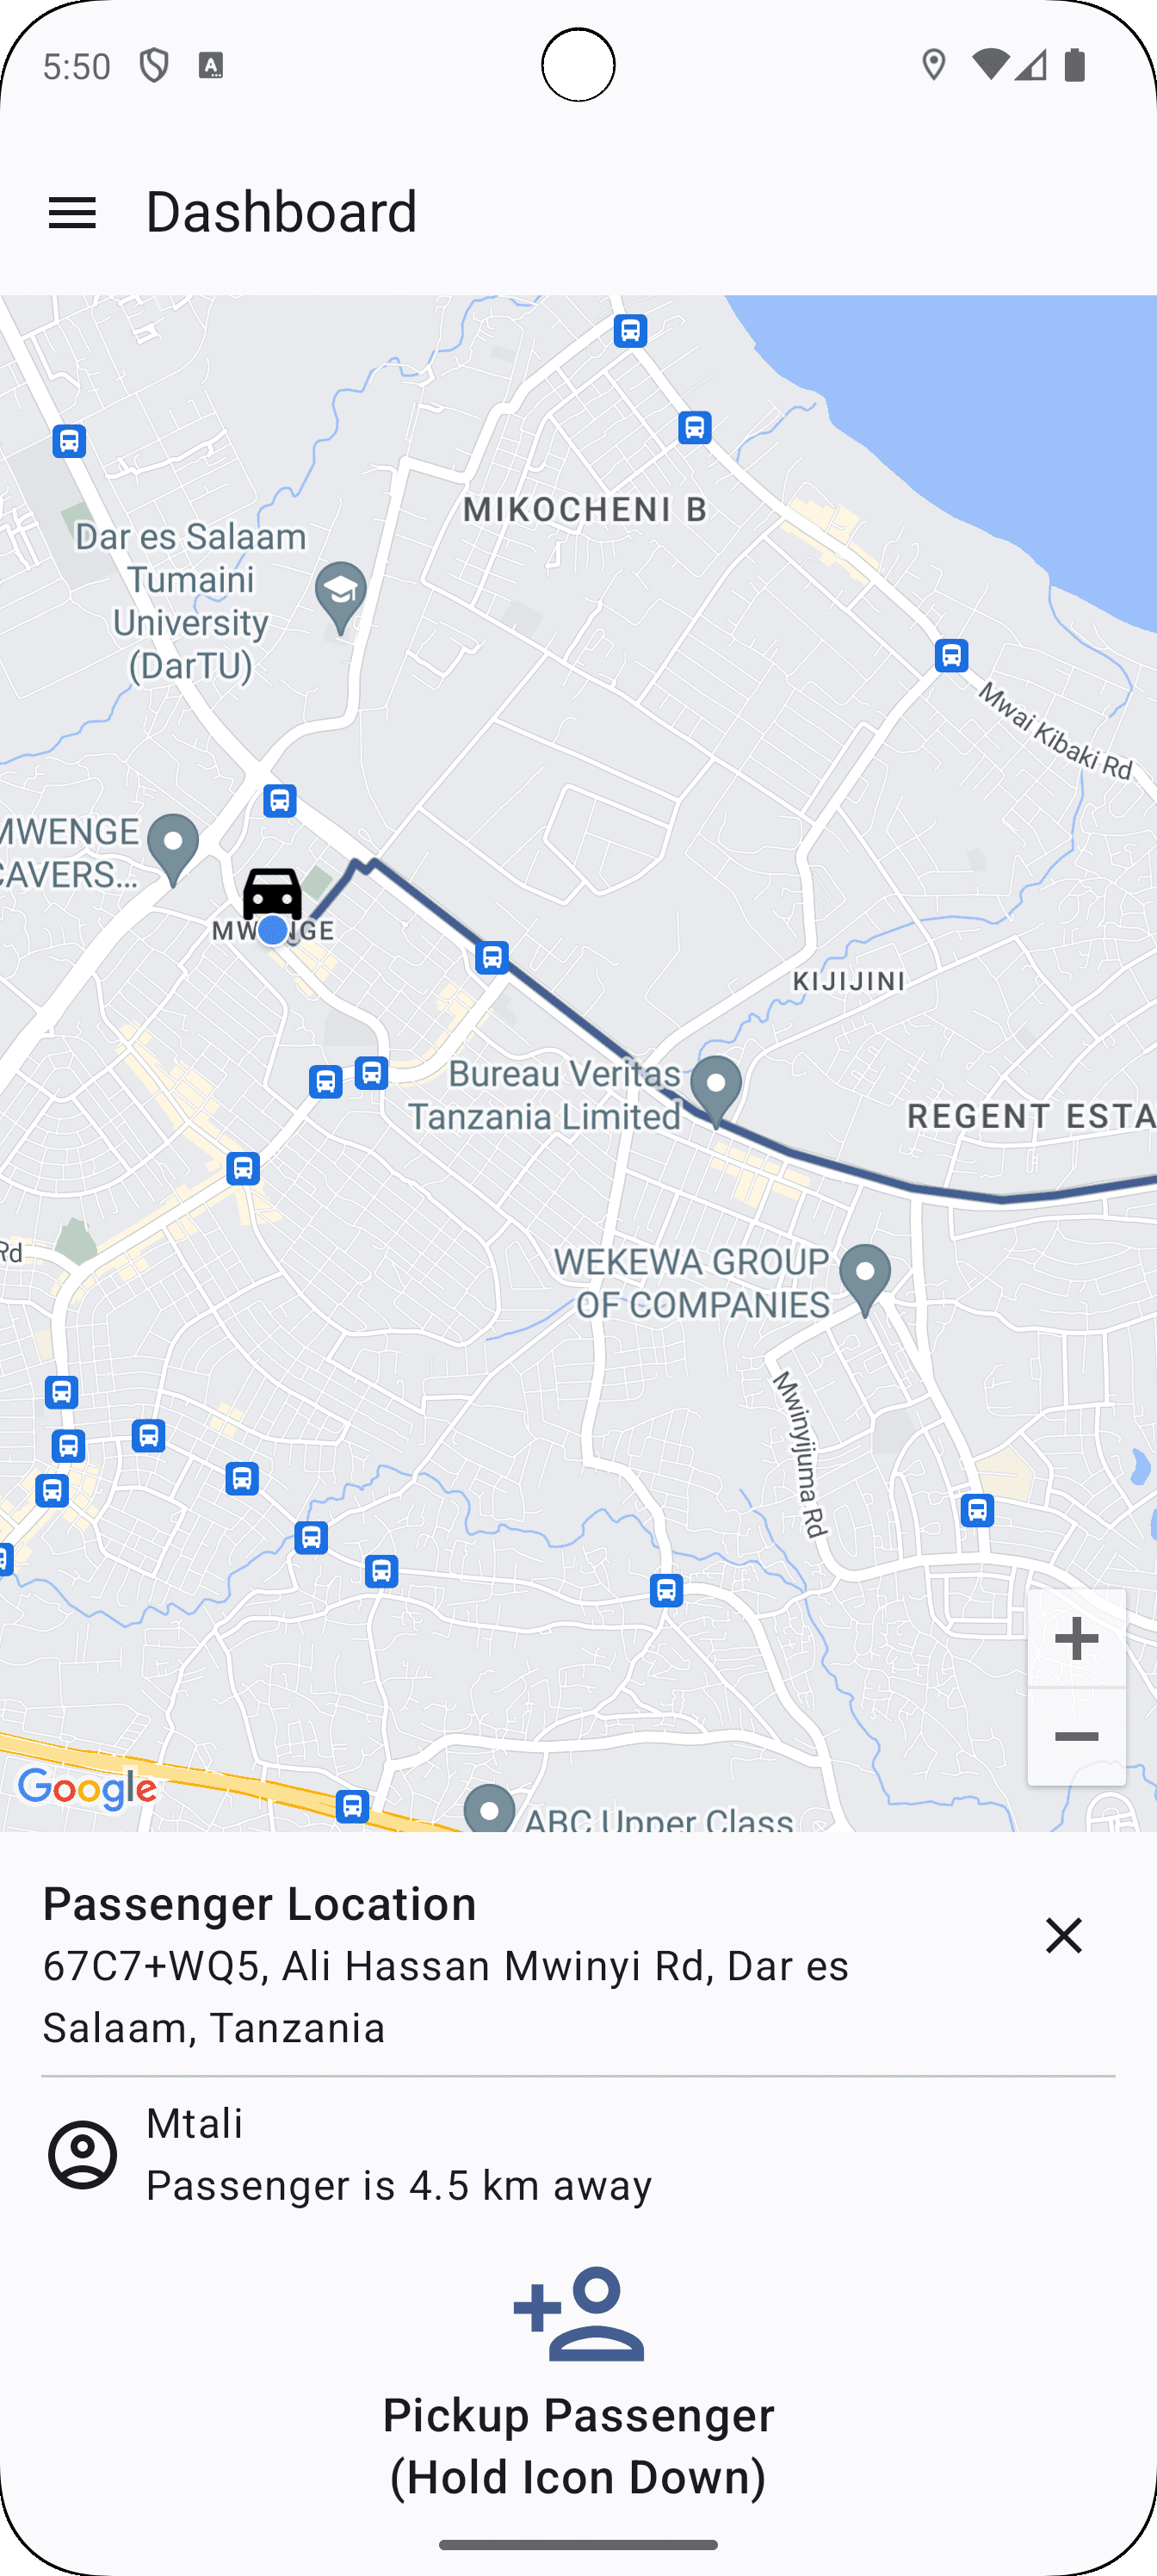 5:50
Dashboard
MIKOCHENI B
Dar es Salaam
Tumaini
University
(DarTU)
Mwai Kibaki Rd
MWENGE
CAVERS...
MWENGE
KIJIJINI
Bureau Veritas
Tanzania Limited
REGENT ESTA
Rd
WEKEWA GROUP
OF COMPANIES
Mwinyijuma Rd
Google
ABC Upper Class
Passenger Location
67C7+WQ5, Ali Hassan Mwinyi Rd, Dar es
Salaam, Tanzania
Mtali
Passenger is 4.5 km away
Pickup Passenger
(Hold Icon Down)